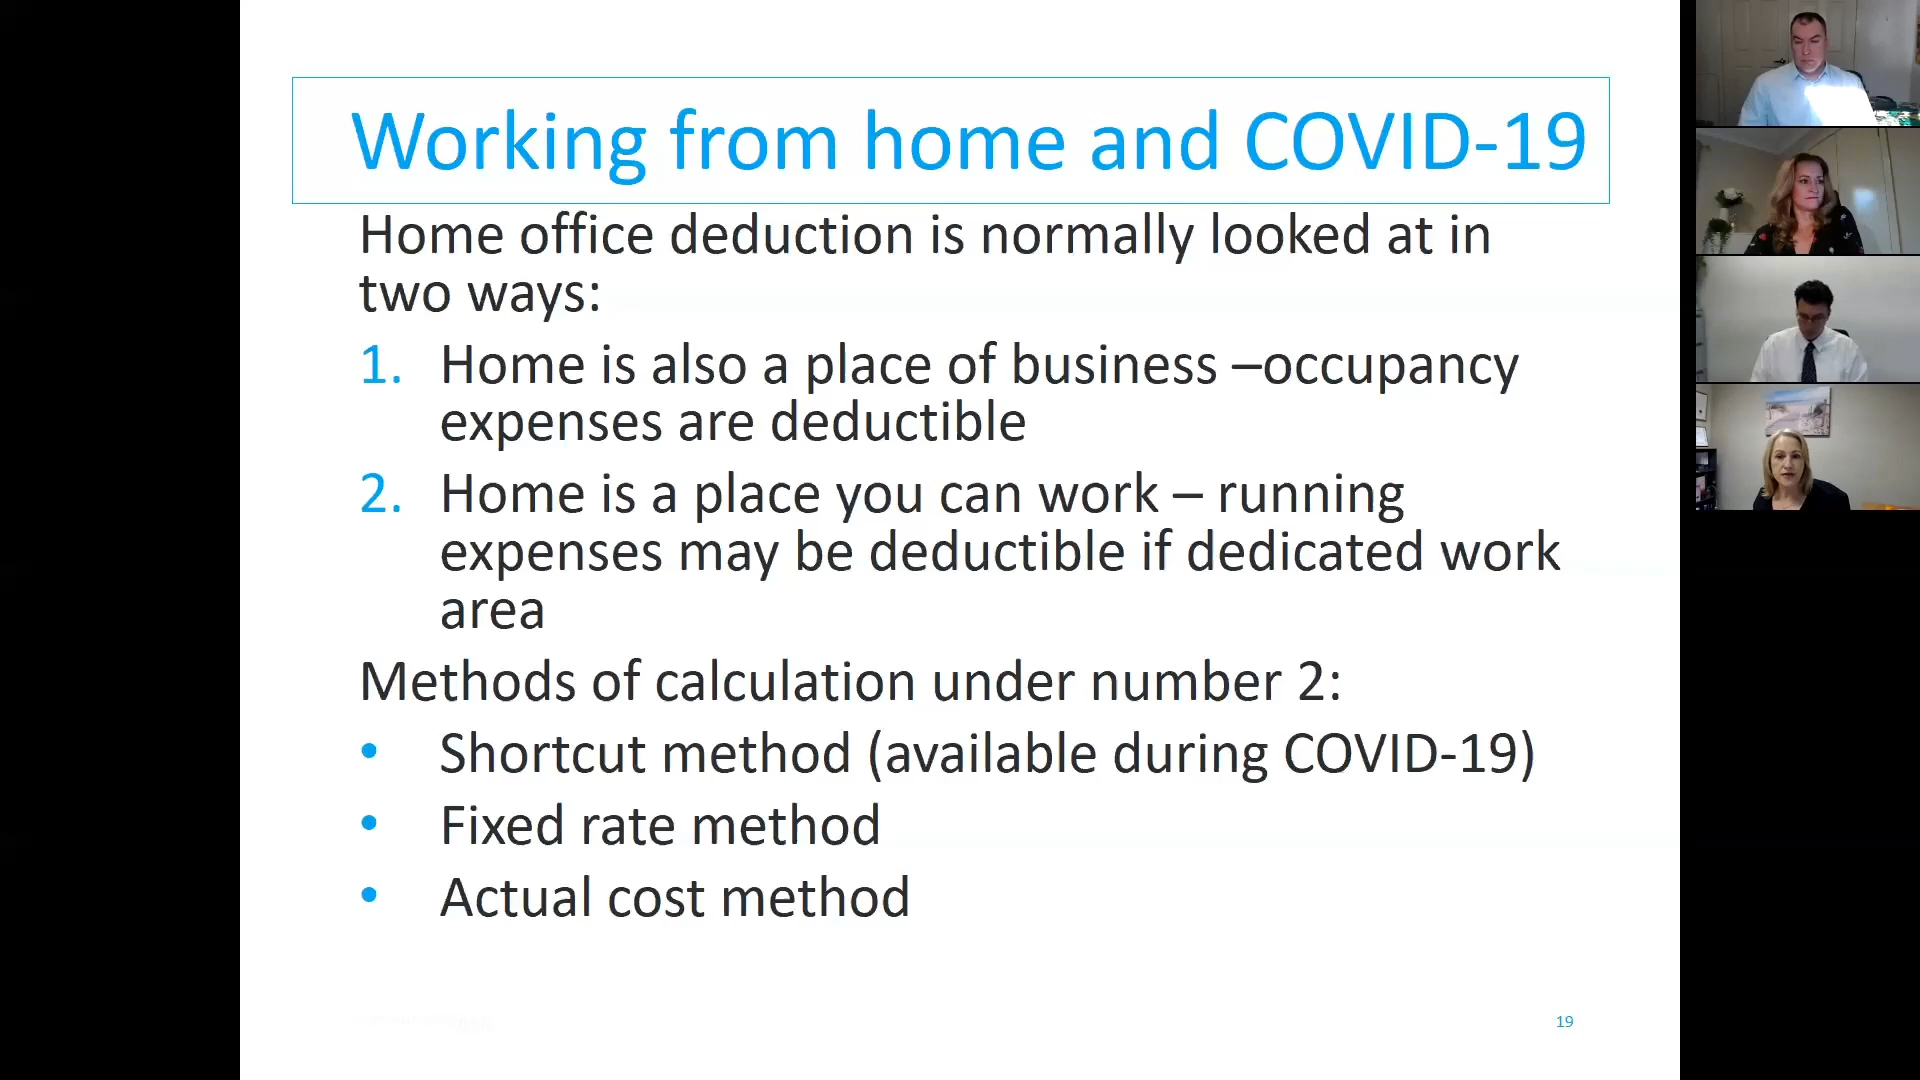 Working from home and COVID-19
Home office deduction is normally looked at in
two ways:
1. Home is also a place of business –occupancy
expenses are deductible
2. Home is a place you can work – running
expenses may be deductible if dedicated work
area
Methods of calculation under number 2:
• Shortcut method (available during COVID-19)
• Fixed rate method
• Actual cost method
19